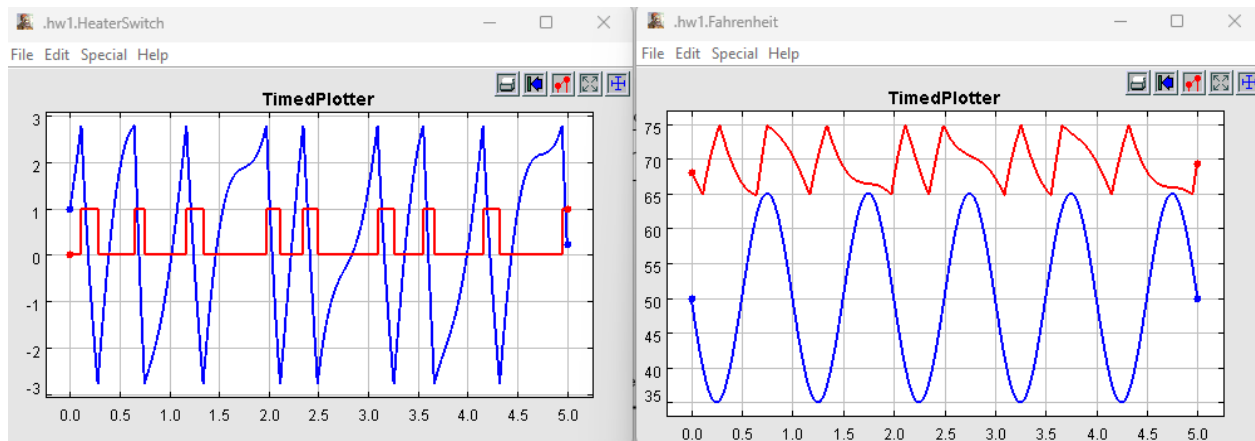 .hw1.HeaterSwitch
File Edit Special Help
TimedPlotter
3
2
1
0
-1
-2
-3
0.0 0.5 1.0 1.5 2.0 2.5 3.0 3.5 4.0 4.5 5.0
.hw1.Fahrenheit
File Edit Special Help
TimedPlotter
75
70
65
60
55
50
45
40
35
0.0 0.5 1.0 1.5 2.0 2.5 3.0 3.5 4.0 4.5 5.0